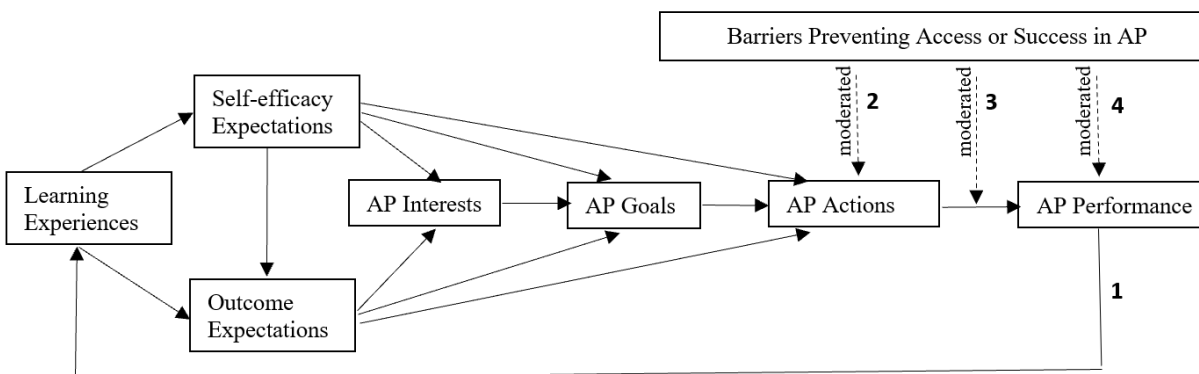 Barriers Preventing Access or Success in AP
moderated
2
moderated
3
moderated
4
Self-efficacy
Expectations
Learning
Experiences
AP Interests
AP Goals
AP Actions
AP Performance
Outcome
Expectations
1